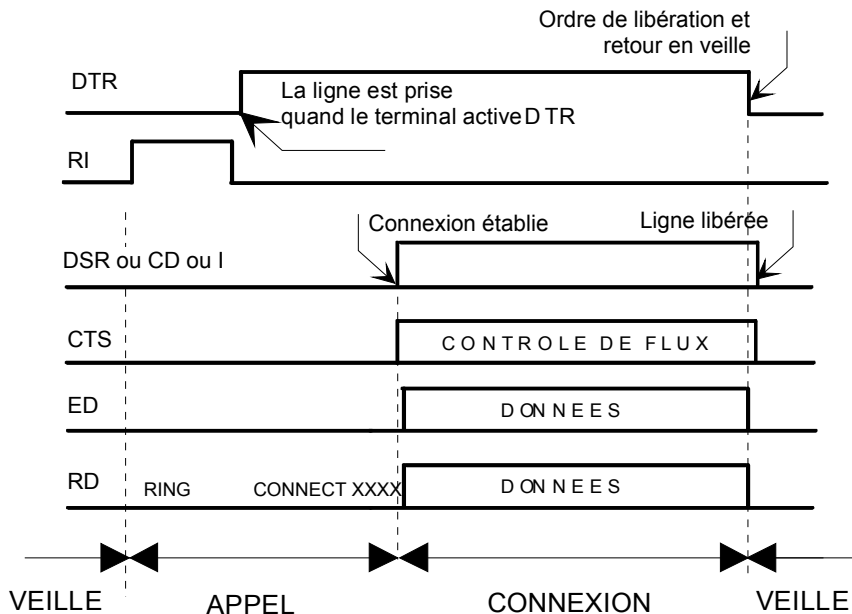 Ordre de libération et
retour en veille
DTR
La ligne est prise
quand le terminal active D TR
RI
Connexion établie
Ligne libérée
DSR ou CD ou I
CTS
CONTROLE DE FLUX
ED
DONNEES
RD
RING
CONNECT XXXX
DONNEES
VEILLE
APPEL
CONNEXION
VEILLE